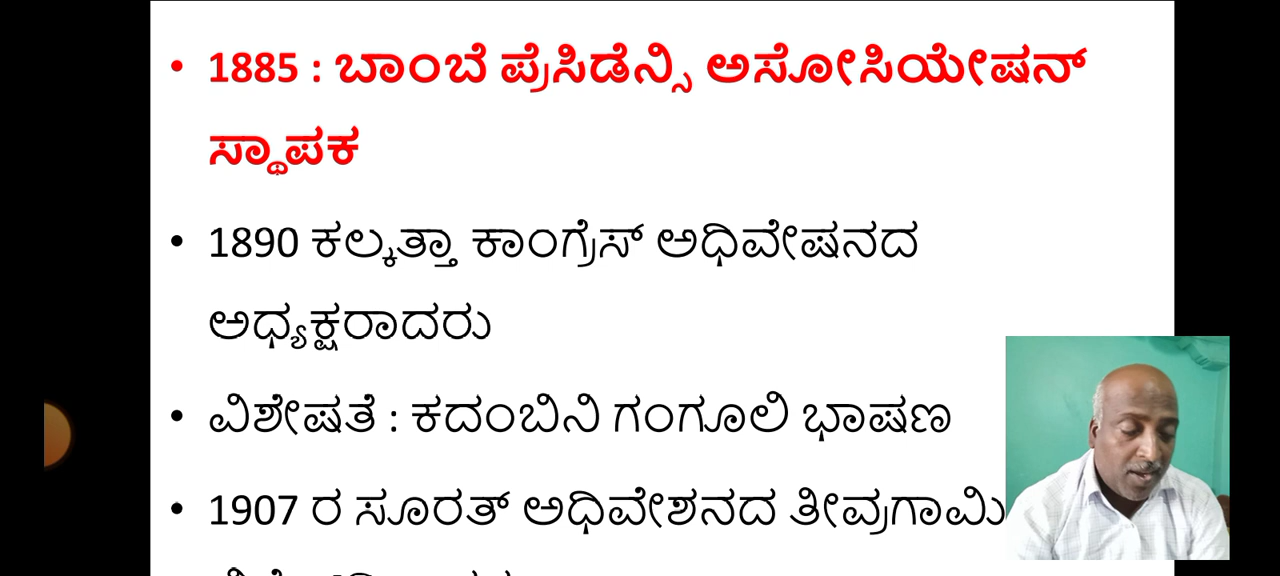 • 1885 : ಬಾಂಬೆ ಪ್ರೆಸಿಡೆನ್ಸಿ ಅಸೋಸಿಯೇಷನ್
ಸ್ಥಾಪಕ
• 1890 ಕಲ್ಕತ್ತಾ ಕಾಂಗ್ರೆಸ್ ಅಧಿವೇಷನದ
ಅಧ್ಯಕ್ಷರಾದರು
• ವಿಶೇಷತೆ : ಕದಂಬಿನಿ ಗಂಗೂಲಿ ಭಾಷಣ
• 1907 ರ ಸೂರತ್ ಅಧಿವೇಶನದ ತೀವ್ರಗಾಮಿ